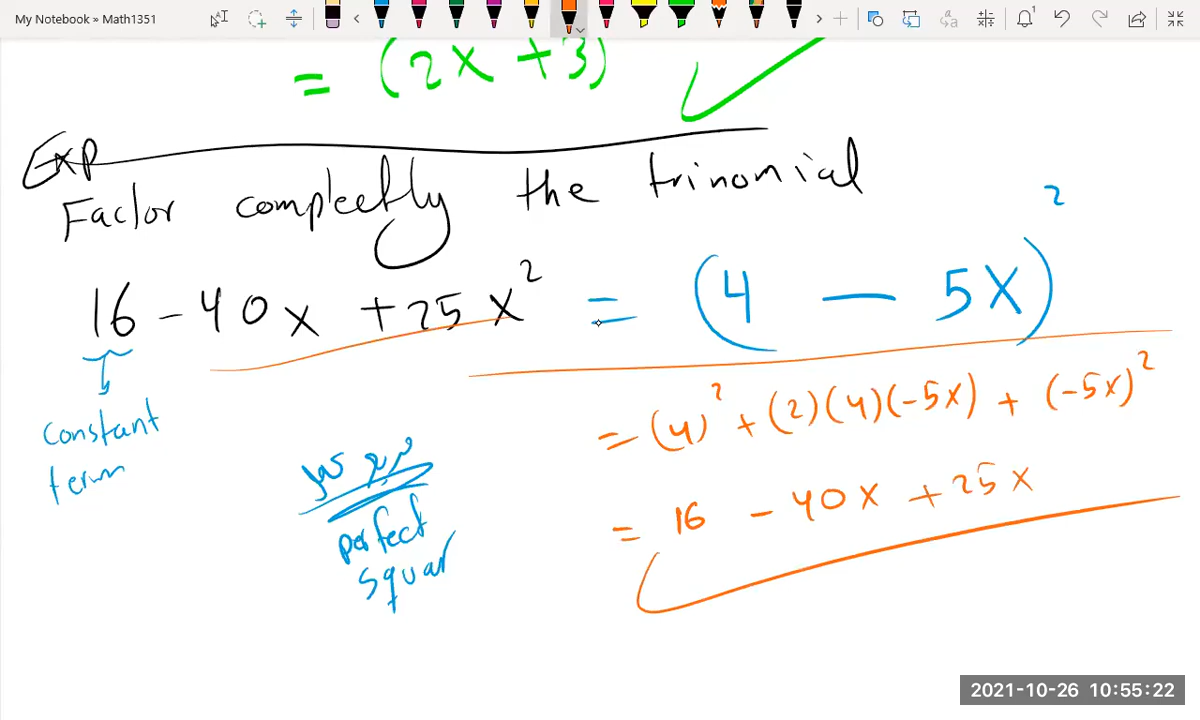 My Notebook » Math1351
= (2x + 3)
Exp
Factor compleetly the trinomial
16 - 40x + 25x² = (4 - 5x)²
constant
term
= (4)² + (2)(4)(-5x) + (-5x)²
perfect
squar
= 16 - 40x + 25x
2021-10-26 10:55:22